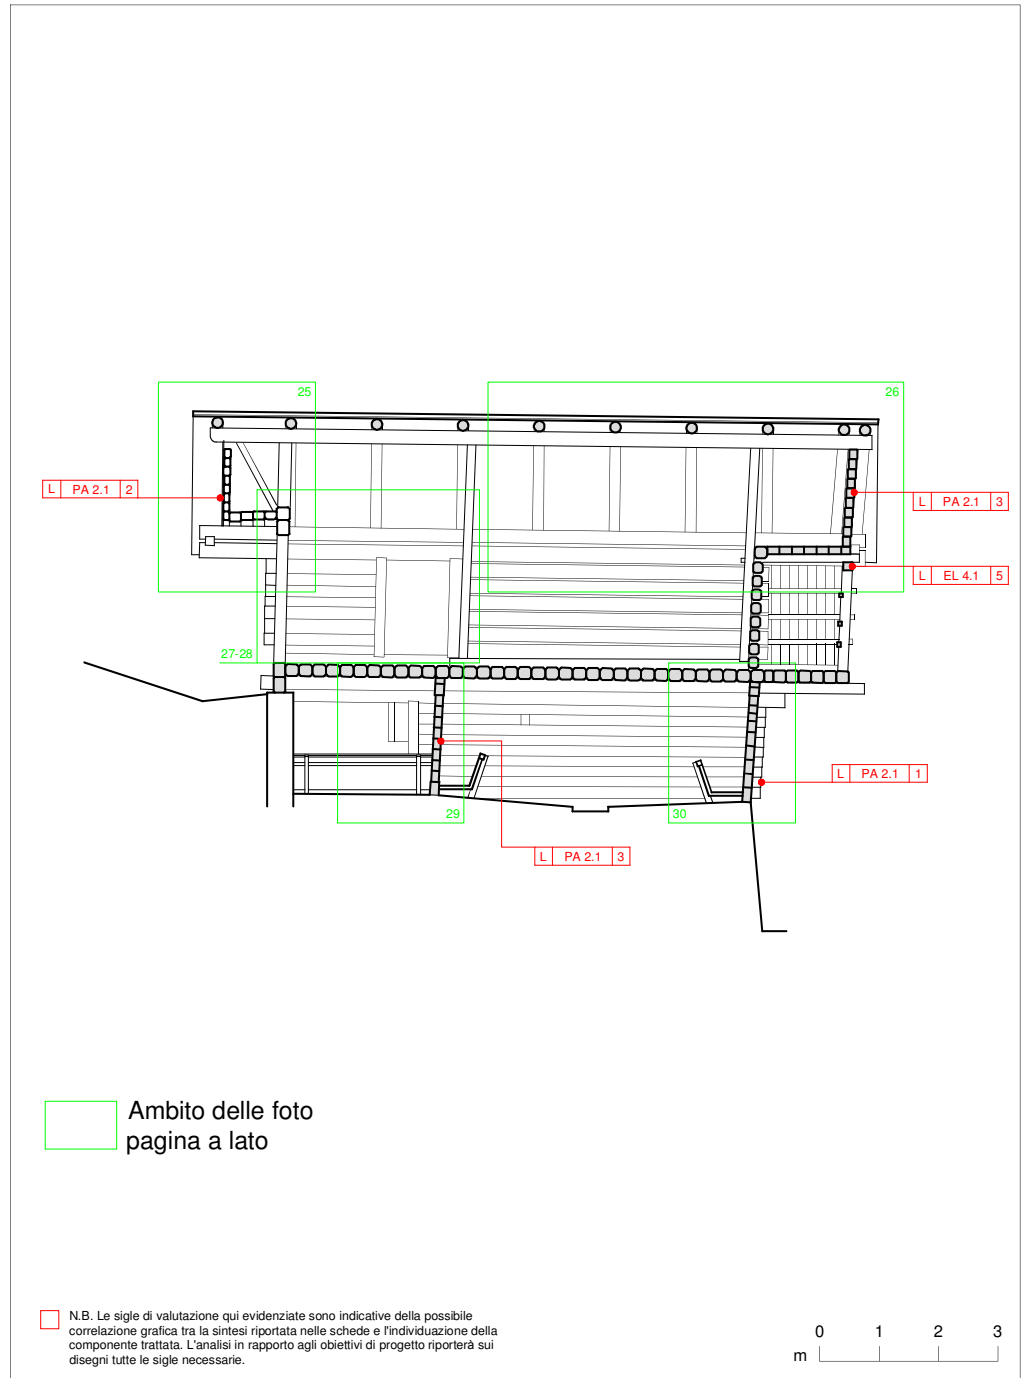 25
26
L PA 2.1 2
L PA 2.1 3
L EL 4.1 5
27-28
L PA 2.1 1
29
30
L PA 2.1 3
Ambito delle foto
pagina a lato
N.B. Le sigle di valutazione qui evidenziate sono indicative della possibile
correlazione grafica tra la sintesi riportata nelle schede e l'individuazione della
componente trattata. L'analisi in rapporto agli obiettivi di progetto riporterà sui
disegni tutte le sigle necessarie.
0 1 2 3
m